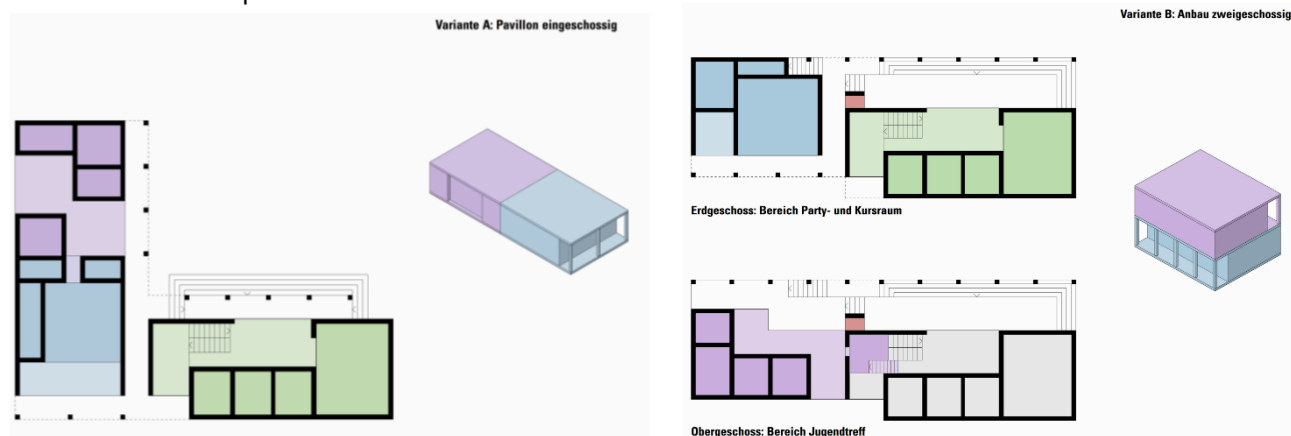 Variante A: Pavillon eingeschossig
Variante B: Anbau zweigeschossig
Erdgeschoss: Bereich Party- und Kursraum
Obergeschoss: Bereich Jugendtreff